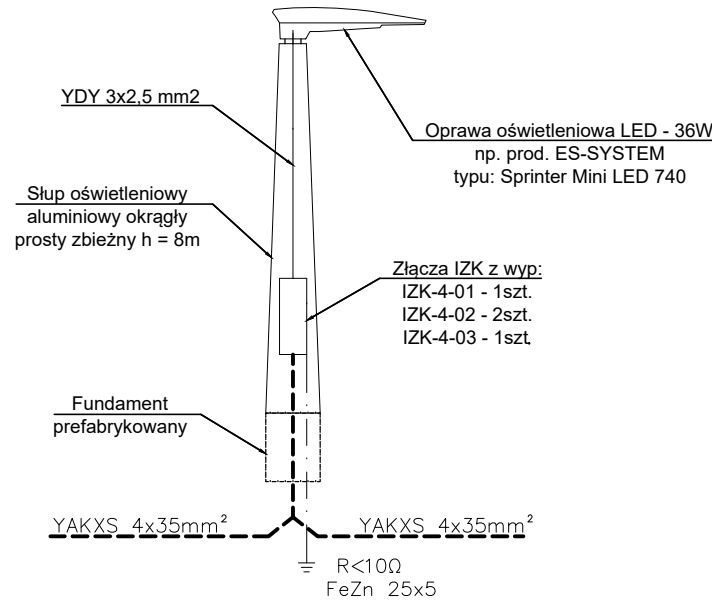 YDY 3x2,5 mm2
Oprawa oświetleniowa LED - 36W
np. prod. ES-SYSTEM
typu: Sprinter Mini LED 740
Słup oświetleniowy
aluminiowy okrągły
prosty zbieżny h = 8m
Złącza IZK z wyp:
IZK-4-01 - 1szt.
IZK-4-02 - 2szt.
IZK-4-03 - 1szt.
Fundament
prefabrykowany
YAKXS 4x35mm²
YAKXS 4x35mm²
R<10Ω
FeZn 25x5